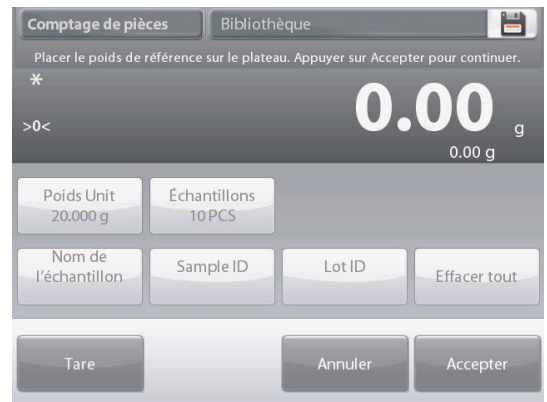 Comptage de pièces
Bibliothèque
Placer le poids de référence sur le plateau. Appuyer sur Accepter pour continuer.
*
>0<
0.00 g
0.00 g
Poids Unit
20.000 g
Échantillons
10 PCS
Nom de
l'échantillon
Sample ID
Lot ID
Effacer tout
Tare
Annuler
Accepter